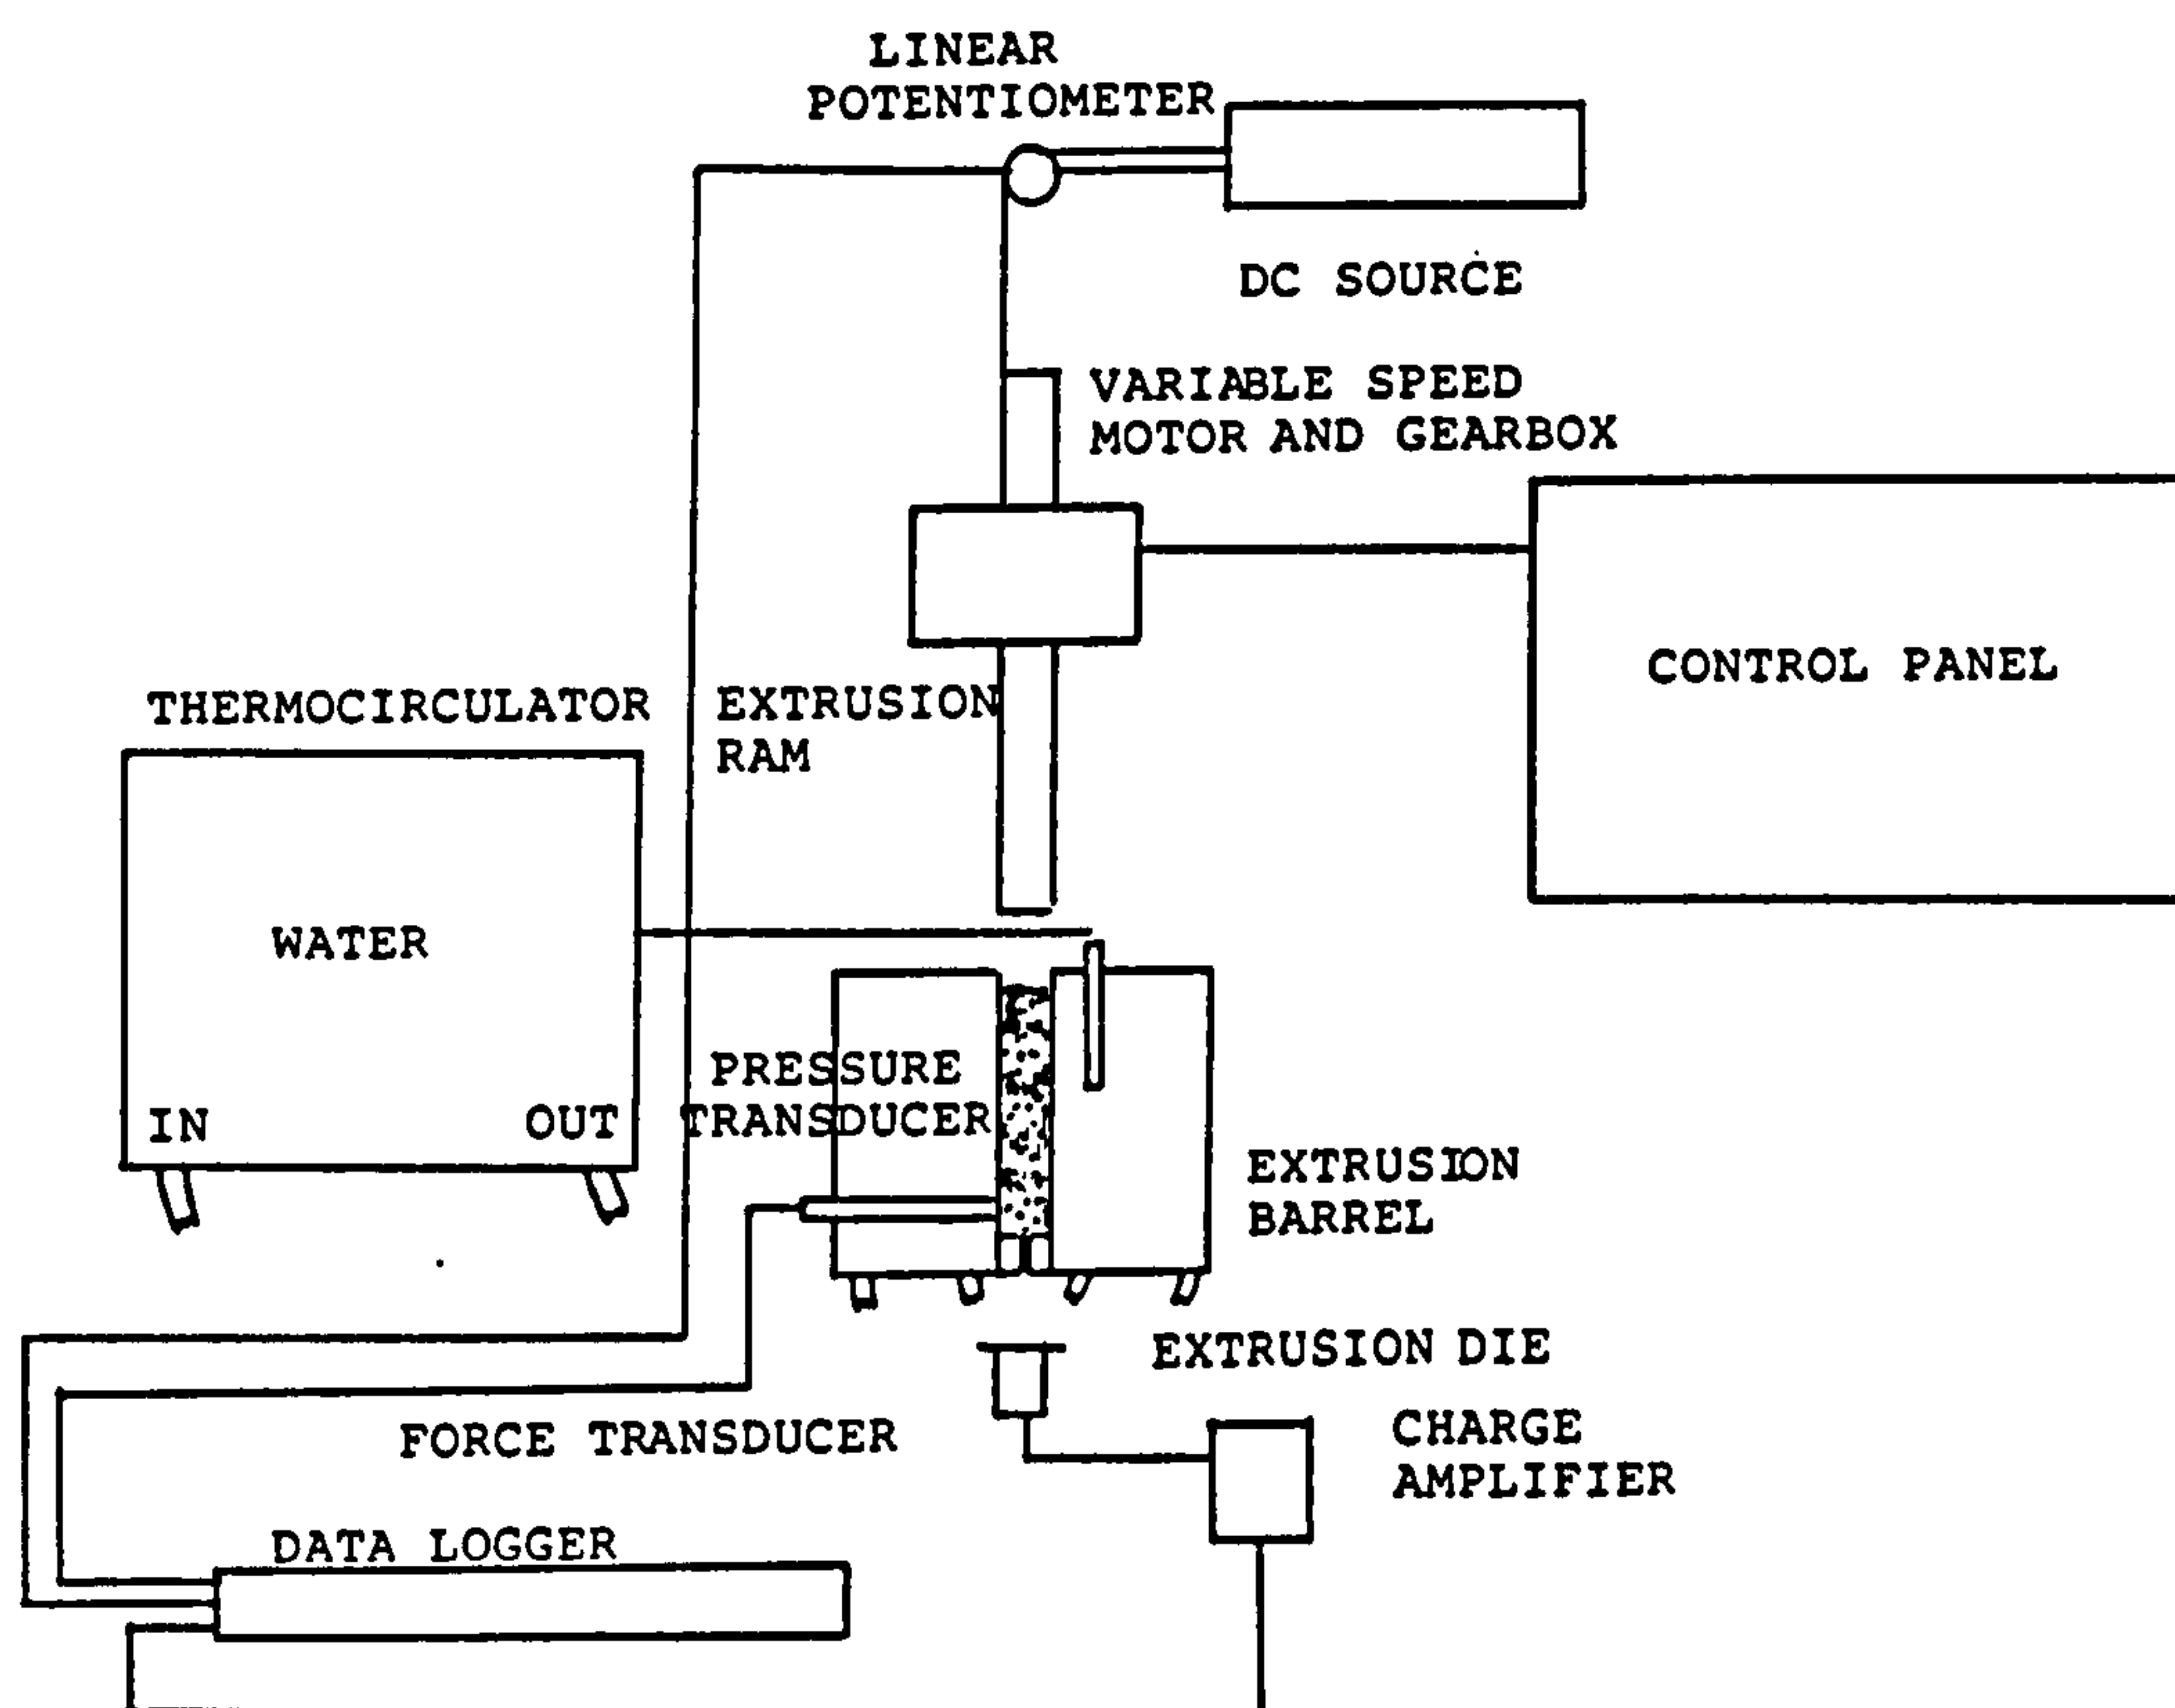 LINEAR
POTENTIOMETER
DC SOURCE
VARIABLE SPEED
MOTOR AND GEARBOX
CONTROL PANEL
THERMOCIRCULATOR
EXTRUSION
RAM
WATER
IN
OUT
PRESSURE
TRANSDUCER
EXTRUSION
BARREL
EXTRUSION DIE
FORCE TRANSDUCER
CHARGE
AMPLIFIER
DATA LOGGER